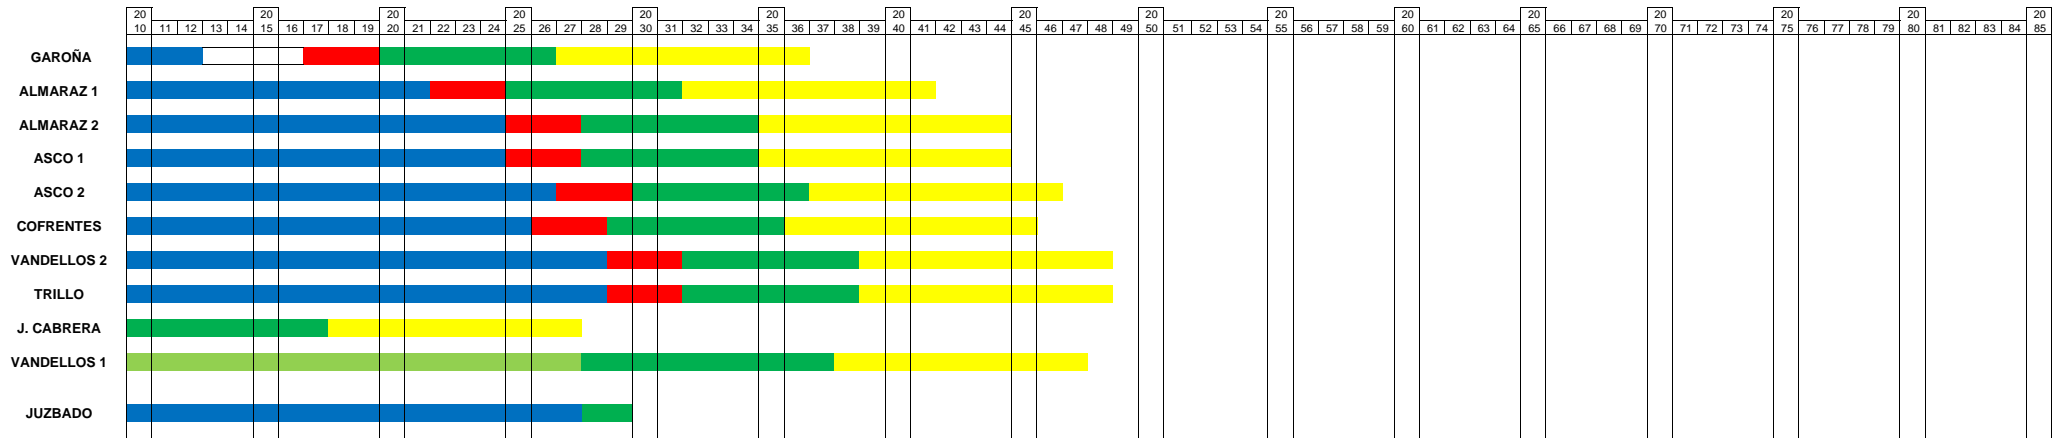 20 20 20 20 20 20 20 20 20 20 20 20 20 20 20 20
10 11 12 13 14 15 16 17 18 19 20 21 22 23 24 25 26 27 28 29 30 31 32 33 34 35 36 37 38 39 40 41 42 43 44 45 46 47 48 49 50 51 52 53 54 55 56 57 58 59 60 61 62 63 64 65 66 67 68 69 70 71 72 73 74 75 76 77 78 79 80 81 82 83 84 85
GAROÑA
ALMARAZ 1
ALMARAZ 2
ASCO 1
ASCO 2
COFRENTES
VANDELLOS 2
TRILLO
J. CABRERA
VANDELLOS 1
JUZBADO